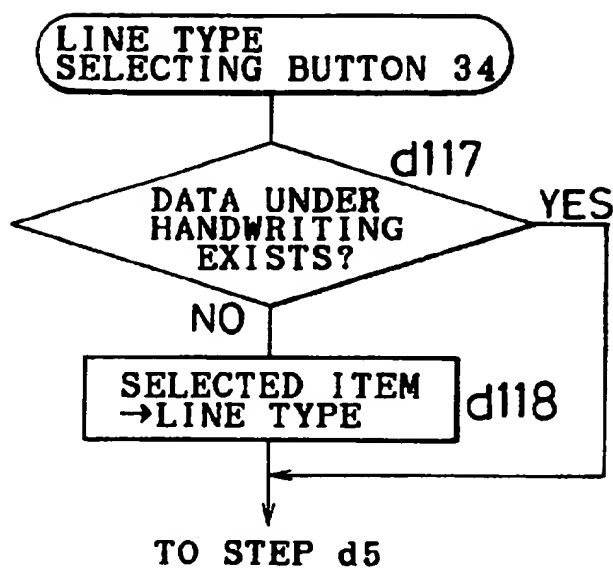 LINE TYPE
SELECTING BUTTON 34
d117
DATA UNDER
HANDWRITING
EXISTS?
YES
NO
SELECTED ITEM
→LINE TYPE
d118
TO STEP d5